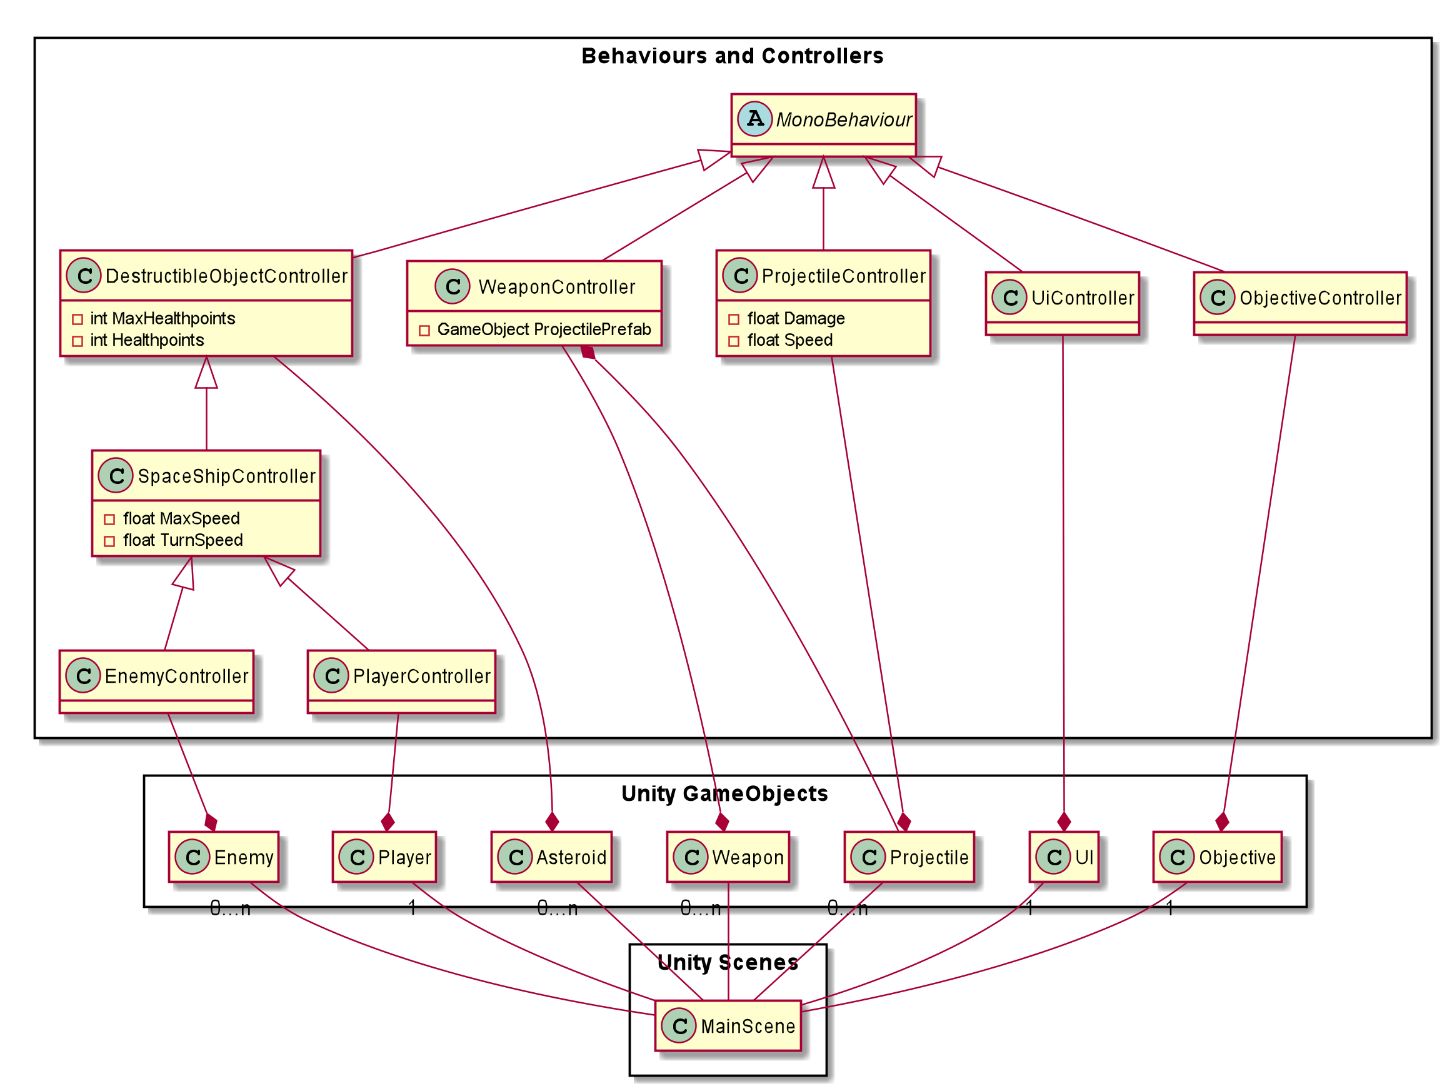 Behaviours and Controllers
A MonoBehaviour
C DestructibleObjectController
int MaxHealthpoints
int Healthpoints
C WeaponController
GameObject ProjectilePrefab
C ProjectileController
float Damage
float Speed
C UiController
C ObjectiveController
C SpaceShipController
float MaxSpeed
float TurnSpeed
C EnemyController
C PlayerController
Unity GameObjects
C Enemy
C Player
C Asteroid
C Weapon
C Projectile
C UI
C Objective
0...n
1
0...n
0...n
0...n
1
1
Unity Scenes
C MainScene